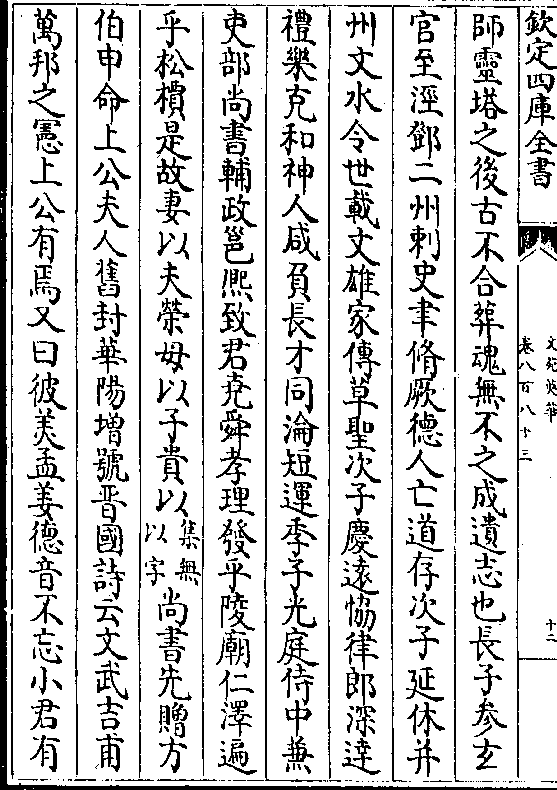 欽定四庫全書
文苑英華
卷八百八十三
十三
師靈塔之後古不合葬魂無不之成遺志也長子參玄
官至涇鄧二州刺史聿脩厥德人亡道存次子延休并
州文水令世載文雄家傳草聖次子慶逺恊律郎深達
禮樂克和神人咸負長才同淪短運季子光庭侍中兼
吏部尚書輔政邕熈致君堯舜孝理發乎陵廟仁澤遍
乎松檟是故妻以夫榮母以子貴以集無以字尚書先贈方
伯申命上公夫人舊封華陽增號晋國詩云文武吉甫
萬邦之憲上公有焉又曰彼美孟姜德音不忘小君有